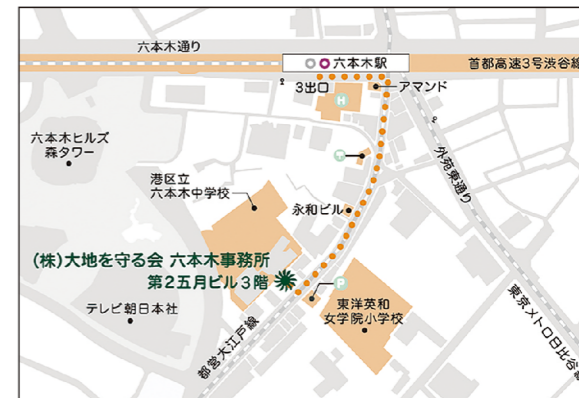 六本木通り
六本木駅
首都高速3号渋谷線
3出口
アマンド
H
六本木ヒルズ
森タワー
外苑東通り
港区立
六本木中学校
永和ビル
(株)大地を守る会 六本木事務所
第2五月ビル3階
P
東洋英和
女学院小学校
テレビ朝日本社
都営大江戸線
東京メトロ日比谷線